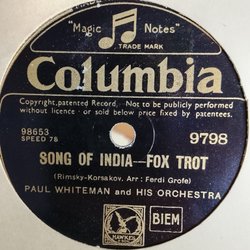 "Magic Notes"
TRADE MARK
Columbia
Copyright,patented Record. Not to be publicly performed
without licence - or sold below price fixed by patentees.
98653
SPEED 78
9798
SONG OF INDIA—FOX TROT
(Rimsky-Korsakov. Arr: Ferdi Grofe)
PAUL WHITEMAN and HIS ORCHESTRA
BIEM